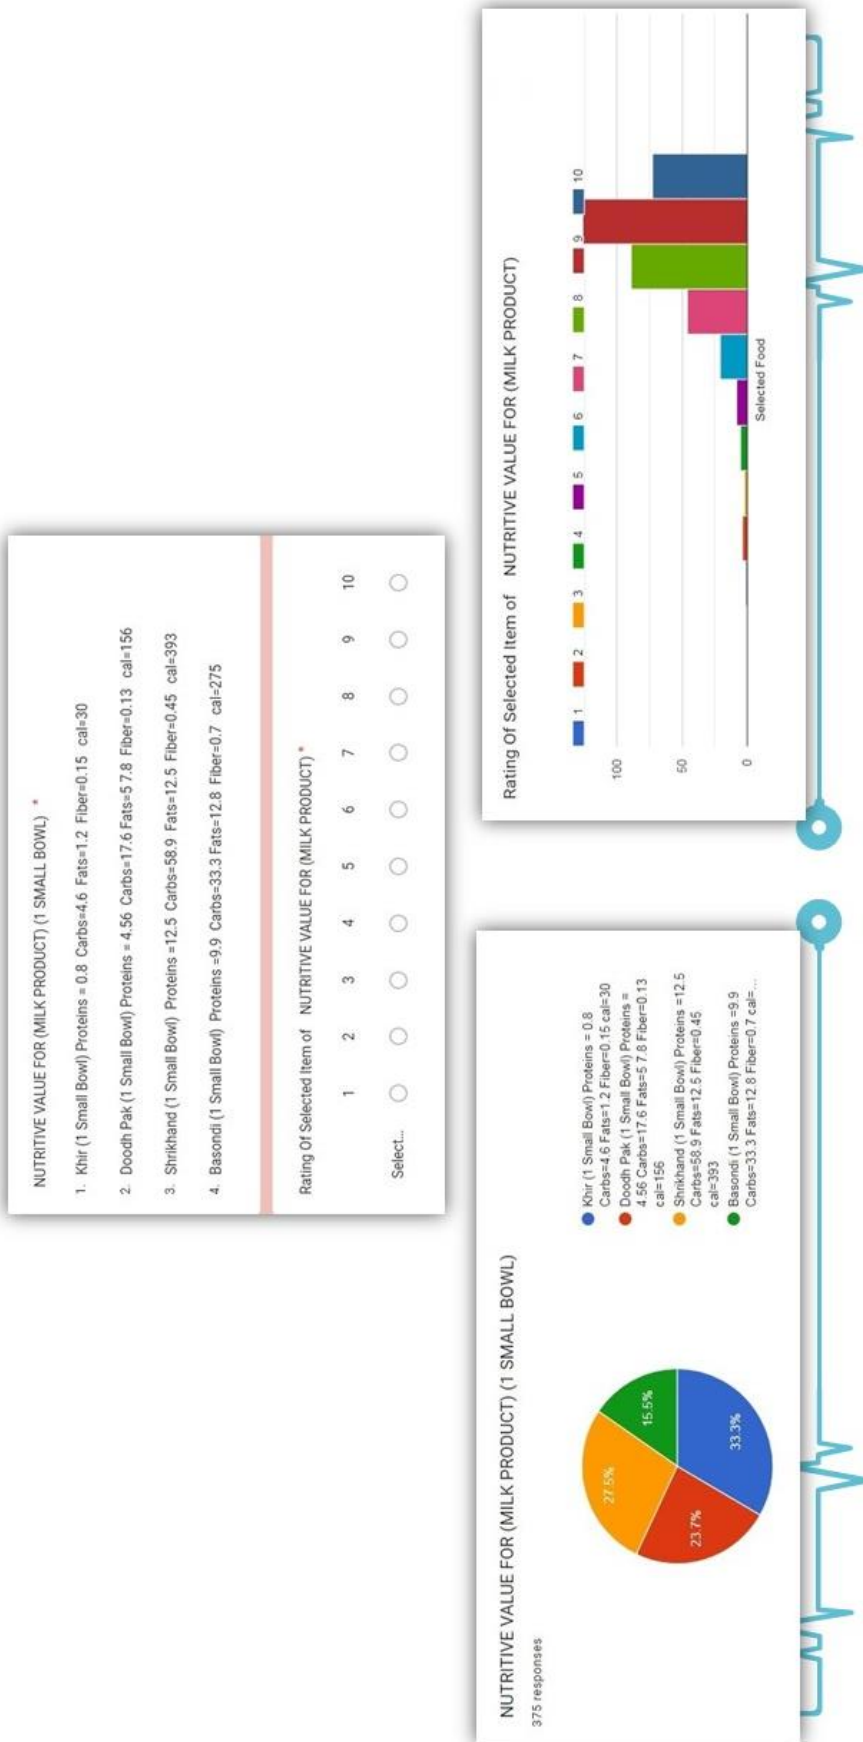 NUTRITIVE VALUE FOR (MILK PRODUCT) (1 SMALL BOWL) *
1. Khir (1 Small Bowl) Proteins = 0.8 Carbs=4.6 Fats=1.2 Fiber=0.15 cal=30
2. Doodh Pak (1 Small Bowl) Proteins = 4.56 Carbs=17.6 Fats=5 7.8 Fiber=0.13 cal=156
3. Shrikhand (1 Small Bowl) Proteins =12.5 Carbs=58.9 Fats=12.5 Fiber=0.45 cal=393
4. Basondi (1 Small Bowl) Proteins =9.9 Carbs=33.3 Fats=12.8 Fiber=0.7 cal=275
Rating Of Selected Item of NUTRITIVE VALUE FOR (MILK PRODUCT) *
1 2 3 4 5 6 7 8 9 10
Select...
NUTRITIVE VALUE FOR (MILK PRODUCT) (1 SMALL BOWL)
375 responses
Khir (1 Small Bowl) Proteins = 0.8
Carbs=4.6 Fats=1.2 Fiber=0.15 cal=30
Doodh Pak (1 Small Bowl) Proteins =
4.56 Carbs=17.6 Fats=5 7.8 Fiber=0.13
cal=156
Shrikhand (1 Small Bowl) Proteins =12.5
Carbs=58.9 Fats=12.5 Fiber=0.45
cal=393
Basondi (1 Small Bowl) Proteins =9.9
Carbs=33.3 Fats=12.8 Fiber=0.7 cal=...
27.5%
15.5%
23.7%
33.3%
Rating Of Selected Item of NUTRITIVE VALUE FOR (MILK PRODUCT)
1 2 3 4 5 6 7 8 9 10
100
50
0
Selected Food